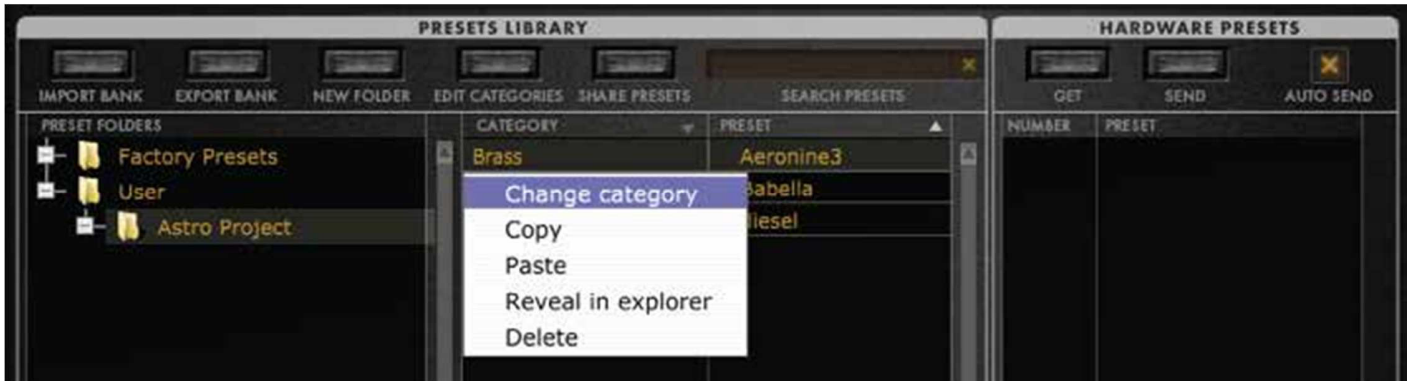 PRESETS LIBRARY
HARDWARE PRESETS
IMPORT BANK
EXPORT BANK
NEW FOLDER
EDIT CATEGORIES
SHARE PRESETS
SEARCH PRESETS
GET
SEND
AUTO SEND
PRESET FOLDERS
CATEGORY
PRESET
NUMBER
PRESET
Factory Presets
Brass
Aeronine3
User
Astro Project
Change category
Copy
Paste
Reveal in explorer
Delete